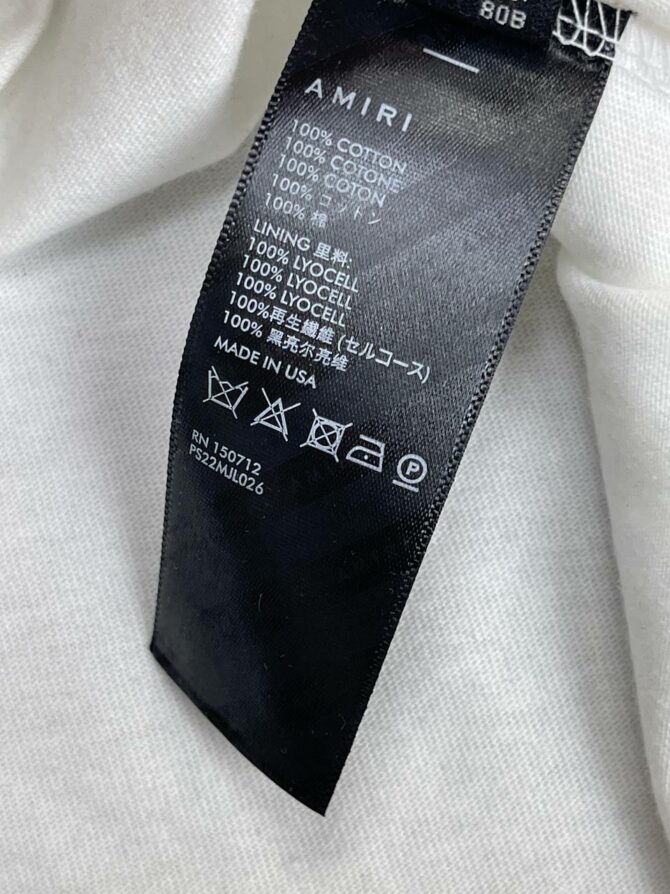 80B
AMIRI
100% COTTON
100% COTONE
100% COTON
100% コットン
100% 棉
LINING 里料:
100% LYOCELL
100% LYOCELL
100% LYOCELL
100%再生繊維 (セルコース)
100% 黑亮尔亮维
MADE IN USA
P
RN 150712
PS22MJL026